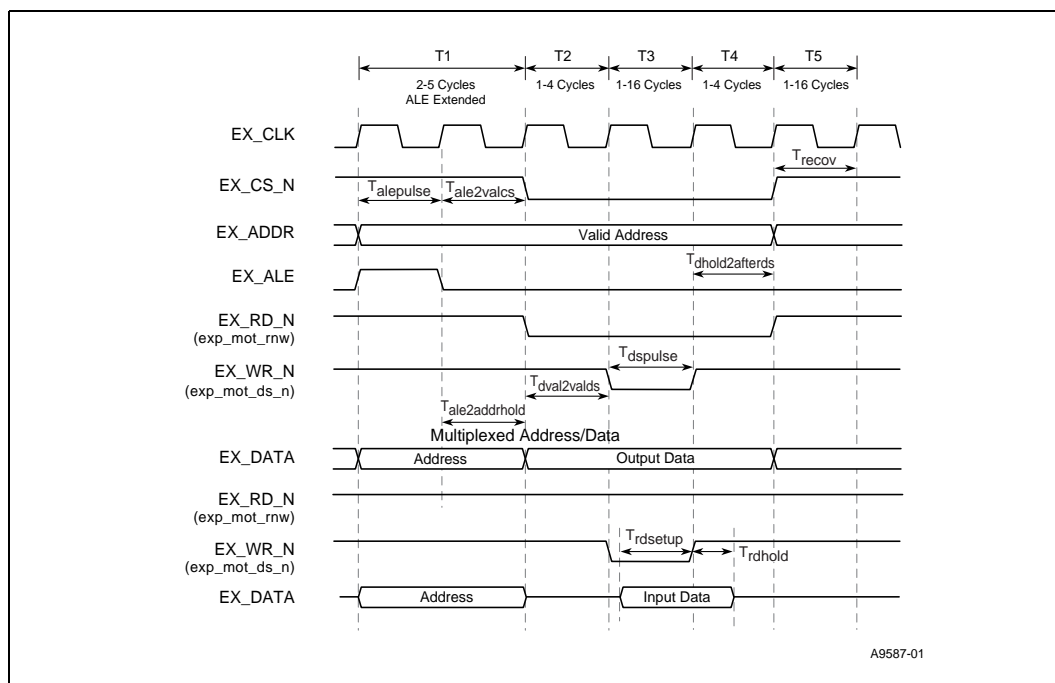 T1 T2 T3 T4 T5
2-5 Cycles 1-4 Cycles 1-16 Cycles 1-4 Cycles 1-16 Cycles
ALE Extended
EX_CLK
Trecov
EX_CS_N
Talepulse Tale2valcs
EX_ADDR Valid Address
Tdhold2afterds
EX_ALE
EX_RD_N
(exp_mot_rnw)
Tdspulse
EX_WR_N
(exp_mot_ds_n)
Tdval2valds
Tale2addrhold
Multiplexed Address/Data
EX_DATA Address Output Data
EX_RD_N
(exp_mot_rnw)
EX_WR_N Trdsetup Trdhold
(exp_mot_ds_n)
EX_DATA Address Input Data
A9587-01